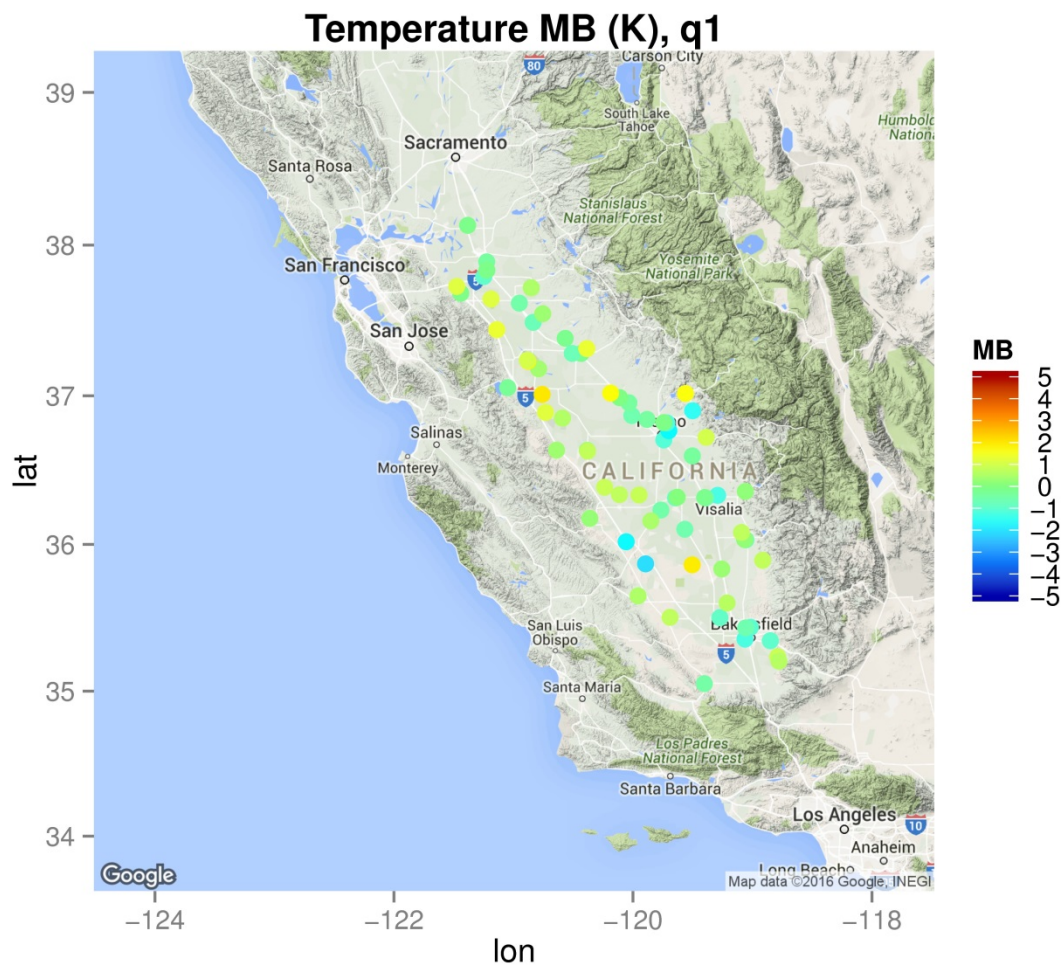 Temperature MB (K), q1
39
38
37
36
35
34
lat
−124
−122
−120
−118
lon
MB
5
4
3
2
1
0
−1
−2
−3
−4
−5
80
Carson City
South Lake
Tahoe
Sacramento
Santa Rosa
Humbol
Nationa
Stanislaus
National Forest
San Francisco
Yosemite
National Park
5
San Jose
5
Salinas
Monterey
CALIFORNIA
Visalia
San Luis
Obispo
5
Santa Maria
Los Padres
National Forest
Santa Barbara
Los Angeles
10
Anaheim
Long Beach
Google
Map data ©2016 Google, INEGI